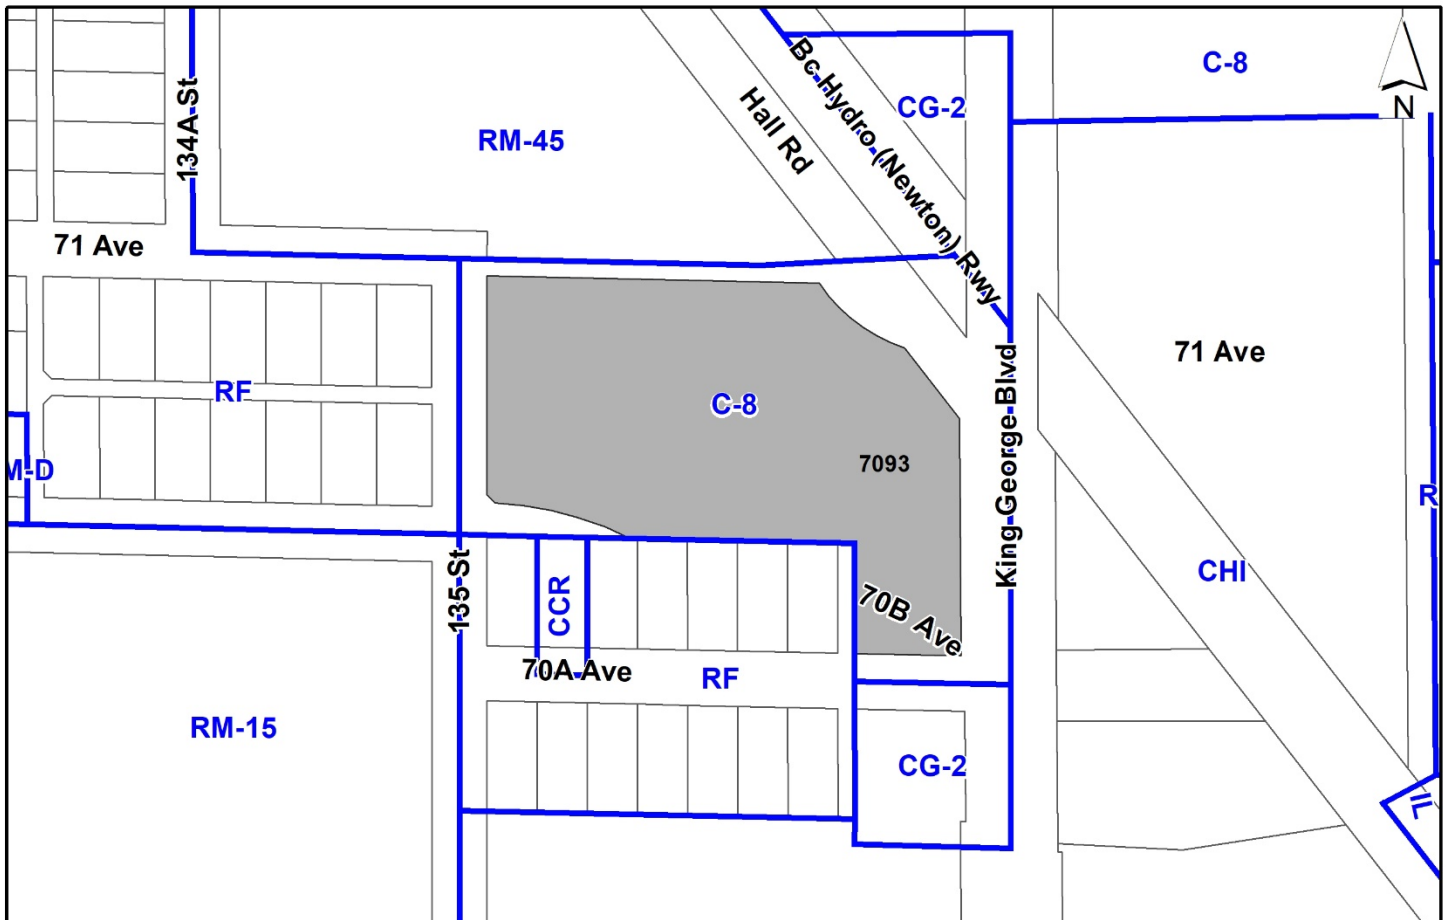 C-8
N
134A St
RM-45
Hall Rd
Bc Hydro (Newton) Rwy
CG-2
71 Ave
RF
C-8
7093
King George Blvd
71 Ave
M-D
R
CHI
135 St
CCR
70B Ave
70A Ave
RF
RM-15
CG-2
IL